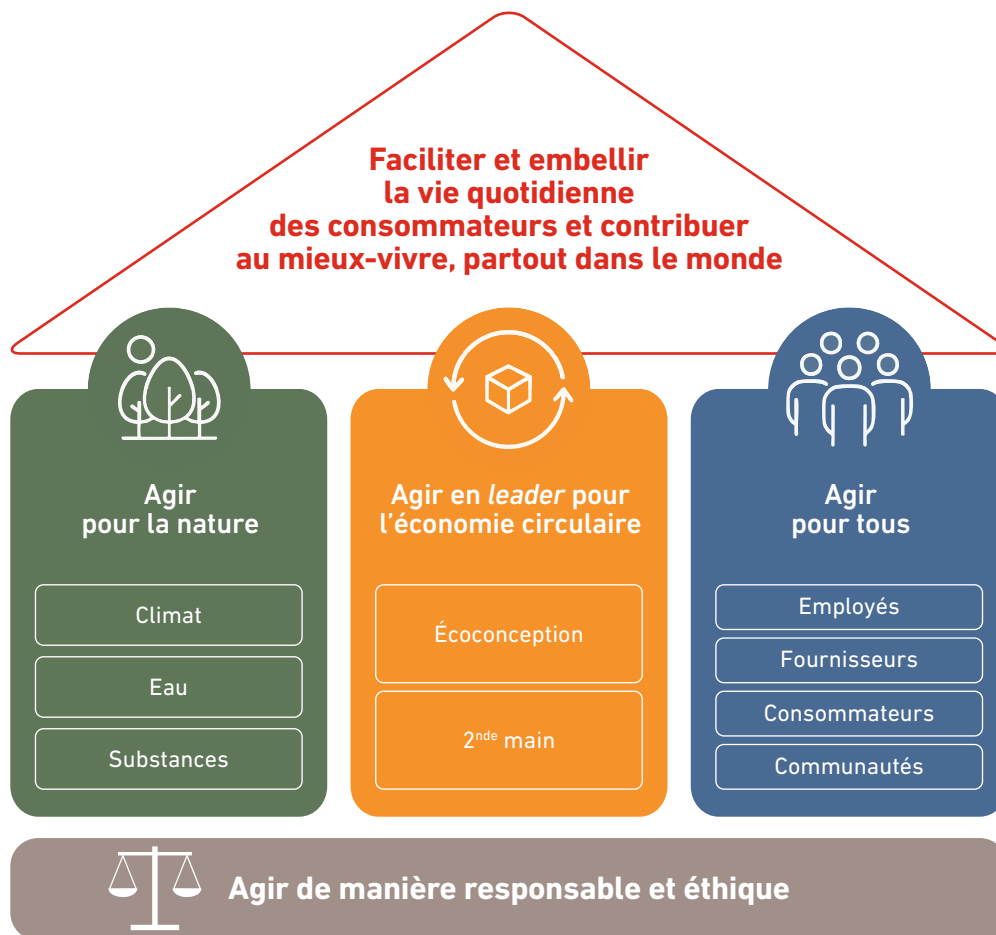 Faciliter et embellir
la vie quotidienne
des consommateurs et contribuer
au mieux-vivre, partout dans le monde
Agir
pour la nature
Climat
Eau
Substances
Agir en leader pour
l'économie circulaire
Écoconception
2nde main
Agir
pour tous
Employés
Fournisseurs
Consommateurs
Communautés
Agir de manière responsable et éthique